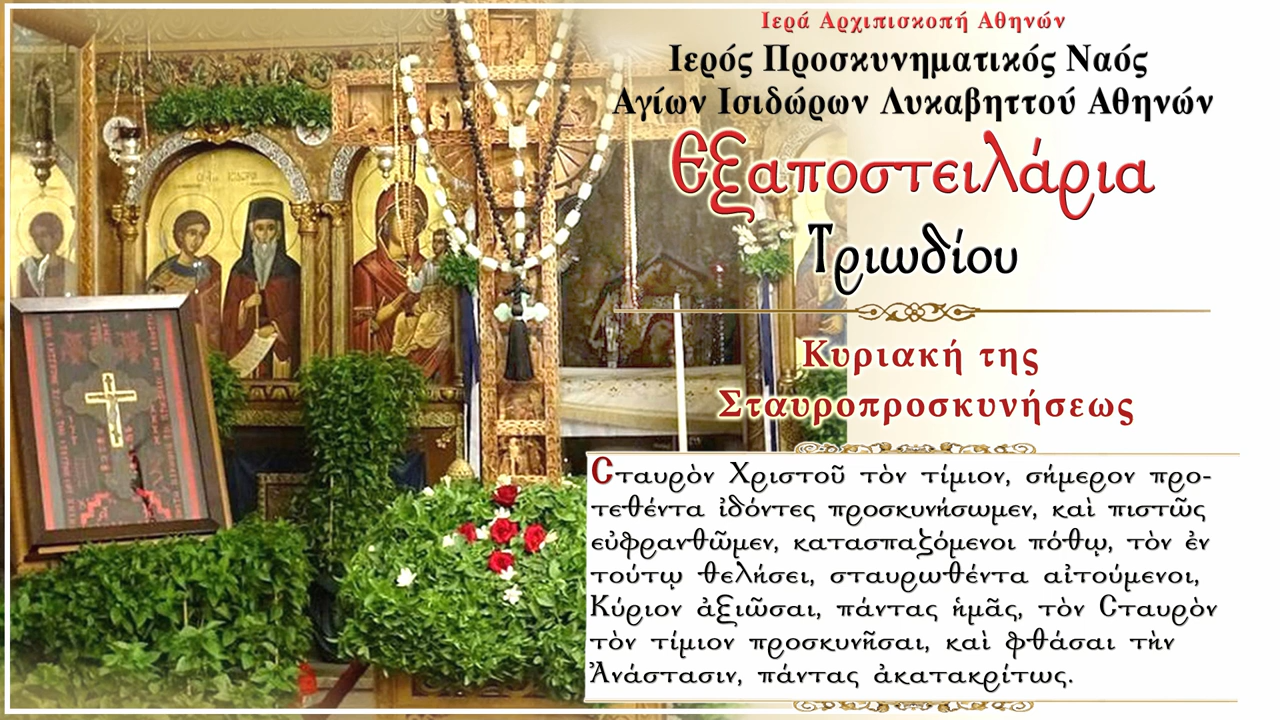 Ιερά Αρχιπισκοπή Αθηνών
Ιερός Προσκυνηματικός Ναός
Αγίων Ισιδώρων Λυκαβηττού Αθηνών
Εξαποστειλάρια
Τριωδίου
Κυριακή της
Σταυροπροσκυνήσεως
Σταυρὸν Χριστοῦ τὸν τίμιον, σήμερον προ-
τεθέντα ἰδόντες προσκυνήσωμεν, καὶ πιστῶς
εὐφρανθῶμεν, κατασπαζόμενοι πόθῳ, τὸν ἐν
τούτῳ θελήσει, σταυρωθέντα αἰτούμενοι,
Κύριον ἀξιῶσαι, πάντας ἡμᾶς, τὸν Σταυρὸν
τὸν τίμιον προσκυνῆσαι, καὶ φθάσαι τὴν
Ἀνάστασιν, πάντας ἀκατακρίτως.